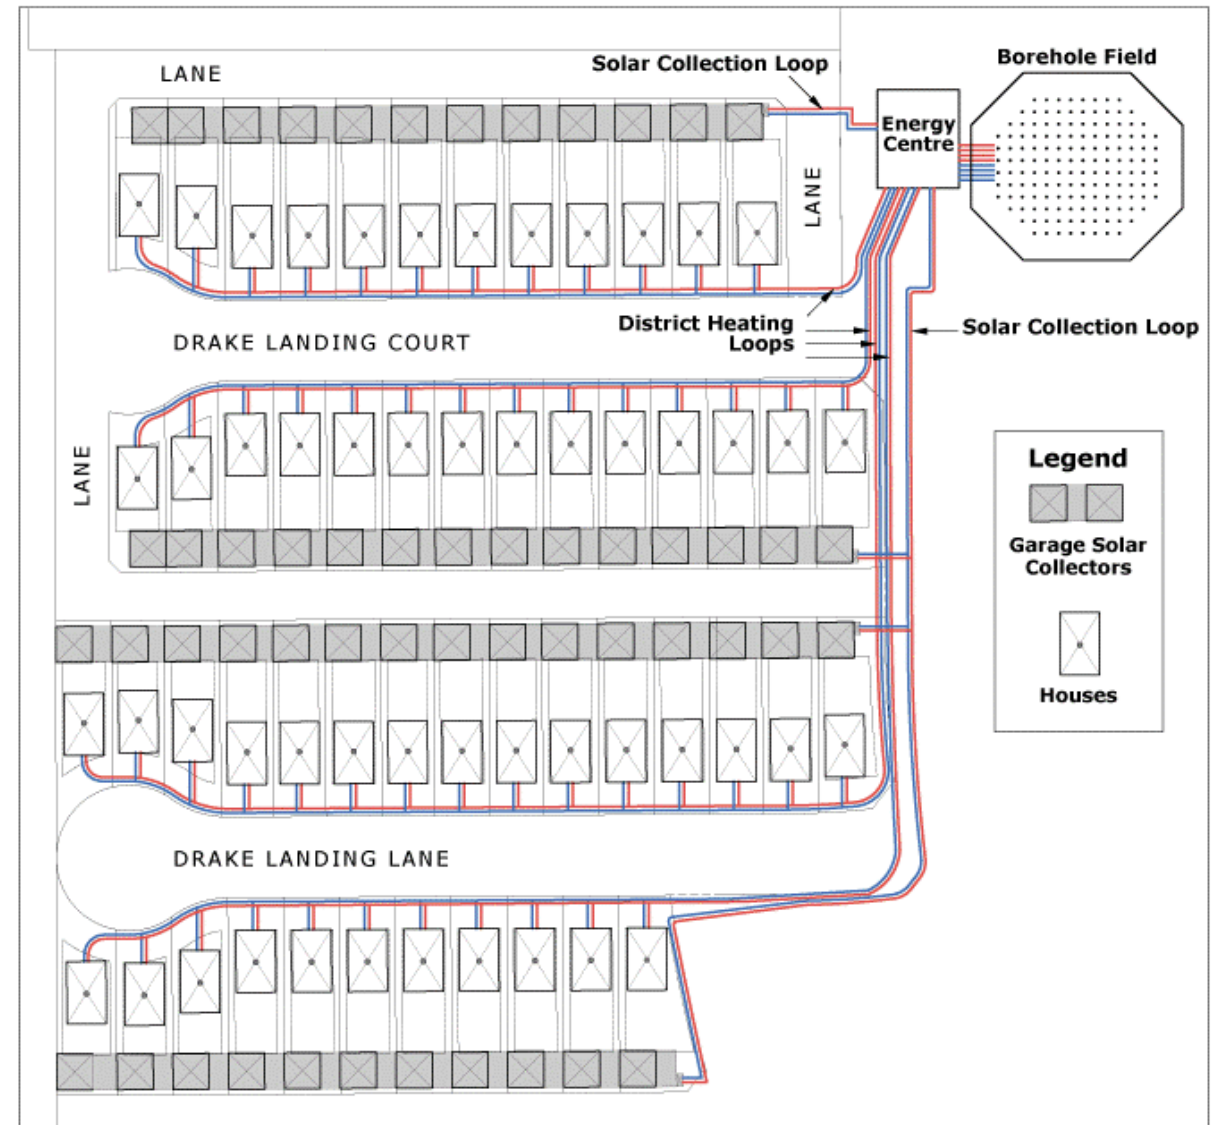 Borehole Field
Solar Collection Loop
LANE
Energy
Centre
LANE
District Heating
Loops
Solar Collection Loop
DRAKE LANDING COURT
LANE
Legend
Garage Solar
Collectors
Houses
DRAKE LANDING LANE